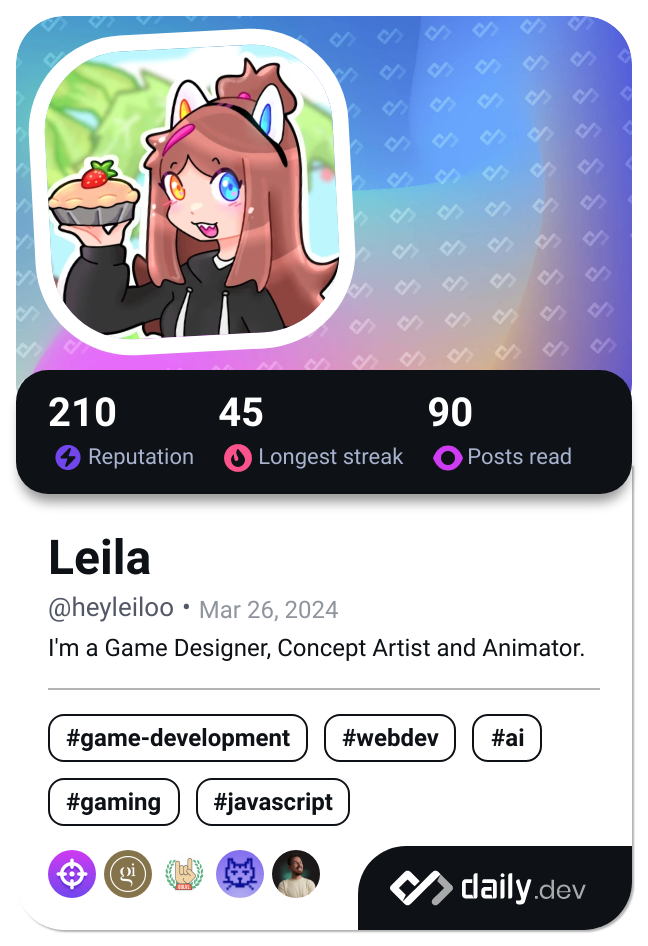 210 45 90
Reputation Longest streak Posts read
Leila
@heyleiloo • Mar 26, 2024
I'm a Game Designer, Concept Artist and Animator.
#game-development #webdev #ai
#gaming #javascript
gi
daily.dev